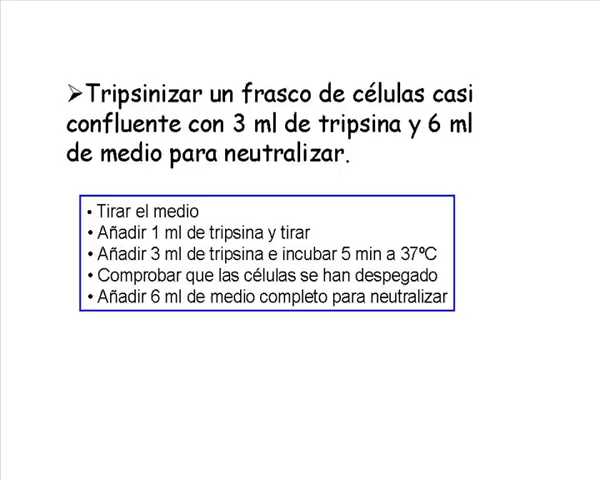 ➢Tripsinizar un frasco de células casi
confluente con 3 ml de tripsina y 6 ml
de medio para neutralizar.
• Tirar el medio
• Añadir 1 ml de tripsina y tirar
• Añadir 3 ml de tripsina e incubar 5 min a 37ºC
• Comprobar que las células se han despegado
• Añadir 6 ml de medio completo para neutralizar